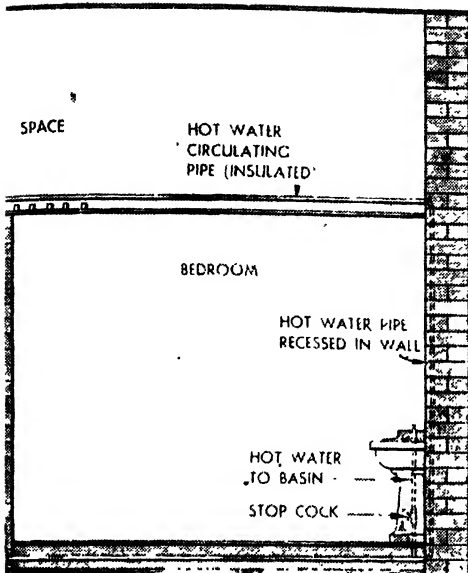 SPACE
HOT WATER
CIRCULATING
PIPE (INSULATED
BEDROOM
HOT WATER PIPE
RECESSED IN WALL
HOT WATER
TO BASIN
STOP COCK